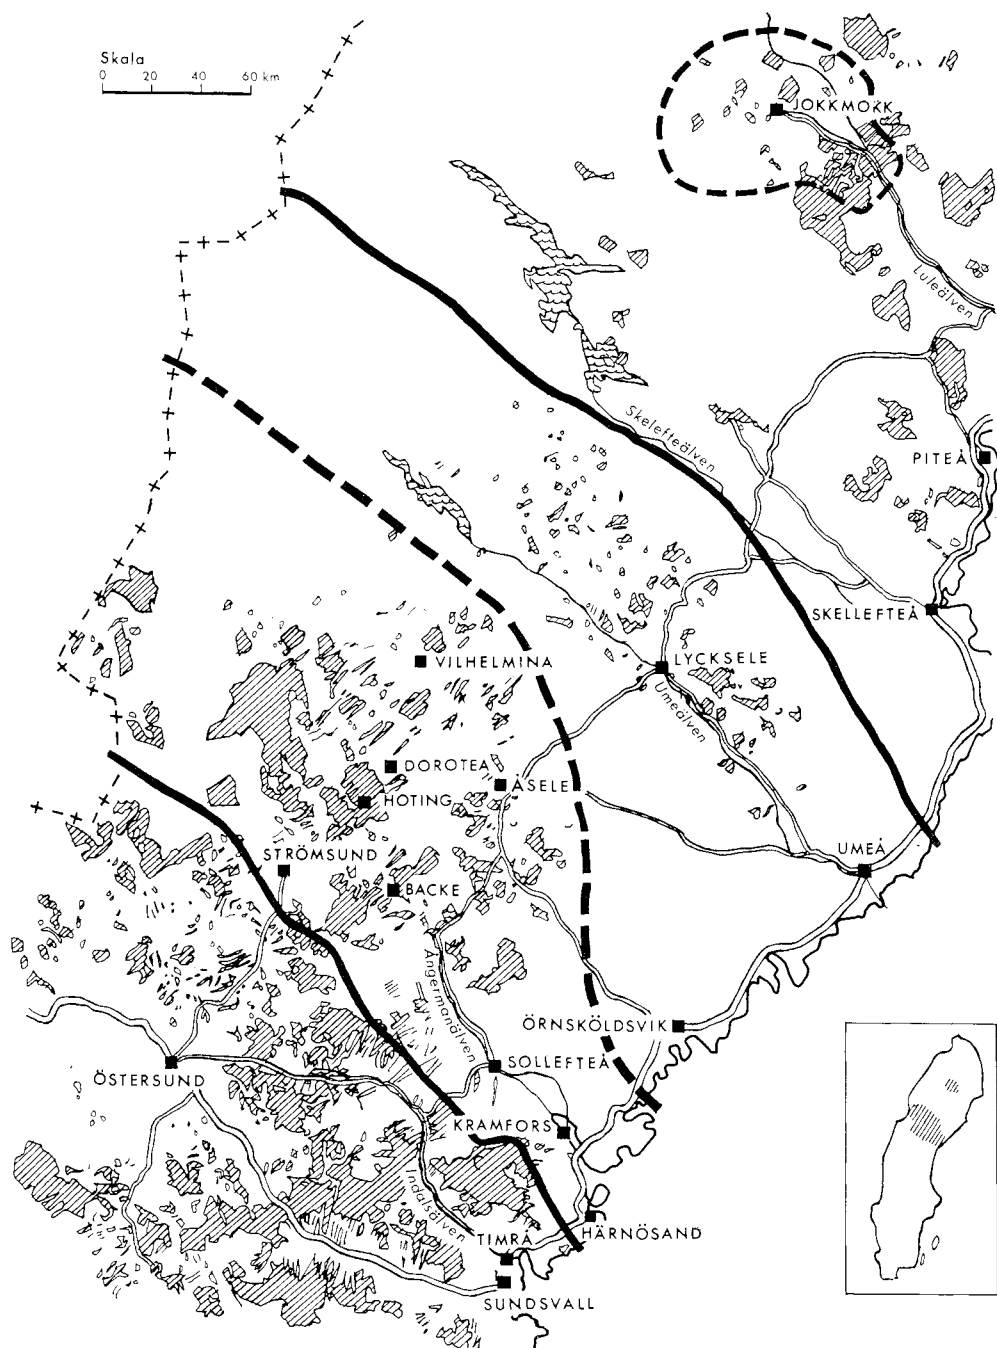 Skala
0 20 40 60 km
JOKKMOKK
Luleälven
Skelefteälven
PITEÅ
SKELLEFTEÅ
VILHELMINA
LYCKSELE
Umeälven
DOROTEA
ÅSELE
HOTING
STRÖMSUND
UMEÅ
BACKE
Ångermanälven
ÖRNSKÖLDSVIK
SOLLEFTEÅ
ÖSTERSUND
KRAMFORS
Indalsälven
TIMRÅ
HÄRNÖSAND
SUNDSVALL